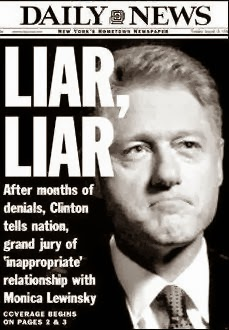 DAILY NEWS
NEW YORK'S HOMETOWN NEWSPAPER
LIAR,
LIAR
After months of
denials, Clinton
tells nation,
grand jury of
'inappropriate'
relationship with
Monica Lewinsky
COVERAGE BEGINS
ON PAGES 2 & 3